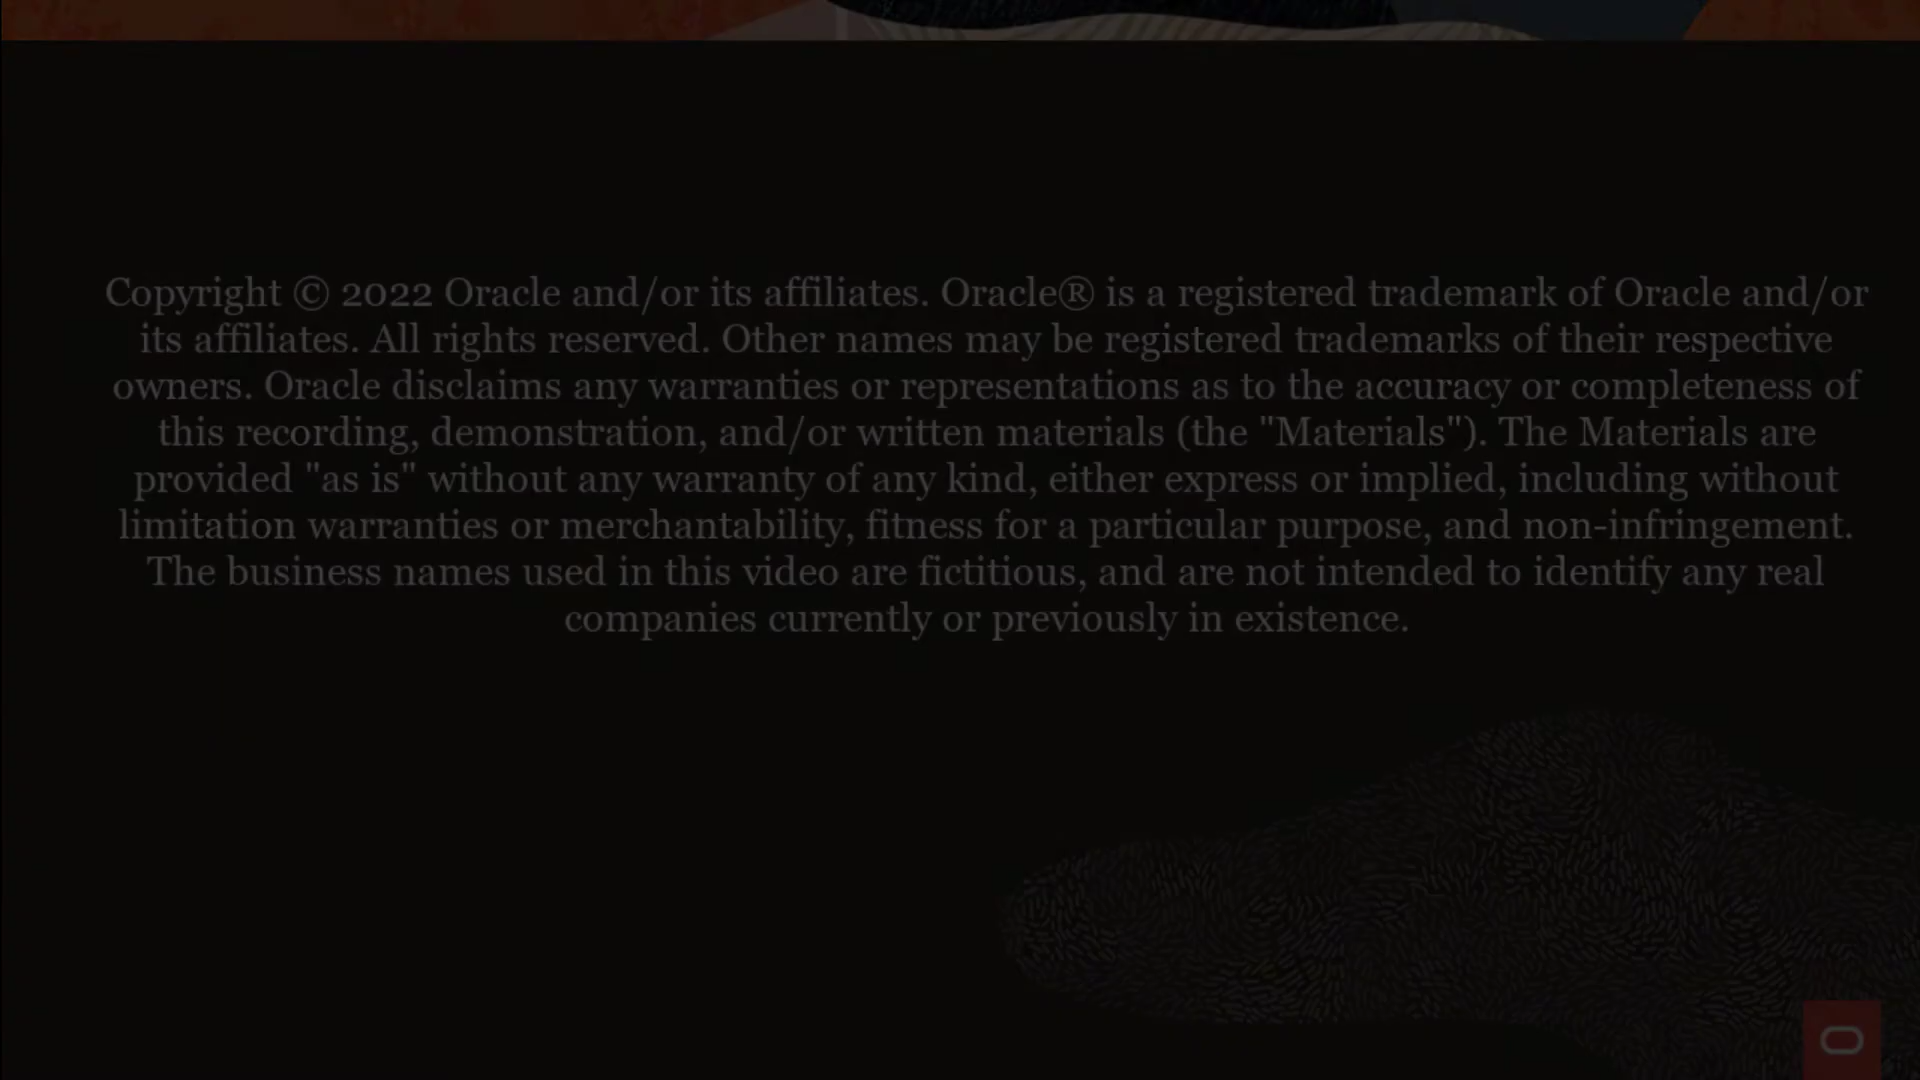 Copyright © 2022 Oracle and/or its affiliates. Oracle® is a registered trademark of Oracle and/or
its affiliates. All rights reserved. Other names may be registered trademarks of their respective
owners. Oracle disclaims any warranties or representations as to the accuracy or completeness of
this recording, demonstration, and/or written materials (the "Materials"). The Materials are
provided "as is" without any warranty of any kind, either express or implied, including without
limitation warranties or merchantability, fitness for a particular purpose, and non-infringement.
The business names used in this video are fictitious, and are not intended to identify any real
companies currently or previously in existence.